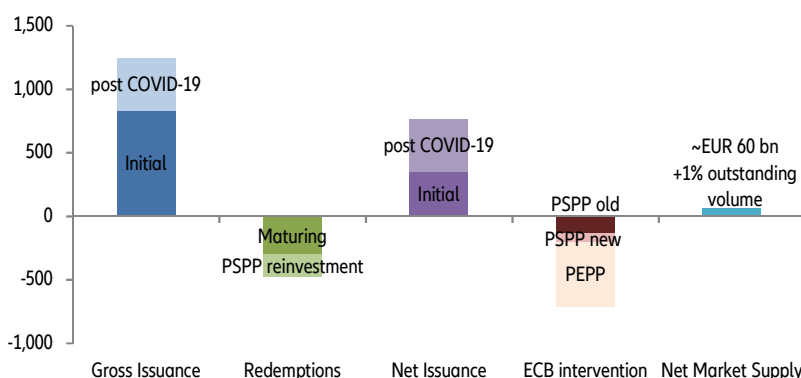 1,500
1,000
500
0
-500
-1,000
post COVID-19
Initial
Maturing
PSPP reinvestment
post COVID-19
Initial
PSPP old
PSPP new
PEPP
~EUR 60 bn
+1% outstanding
volume
Gross Issuance
Redemptions
Net Issuance
ECB intervention
Net Market Supply